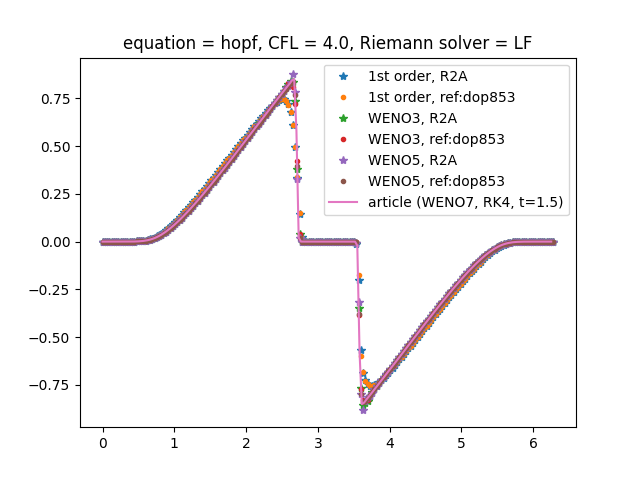 equation = hopf, CFL = 4.0, Riemann solver = LF
1st order, R2A
1st order, ref:dop853
WENO3, R2A
WENO3, ref:dop853
WENO5, R2A
WENO5, ref:dop853
article (WENO7, RK4, t=1.5)
0.75
0.50
0.25
0.00
−0.25
−0.50
−0.75
0 1 2 3 4 5 6